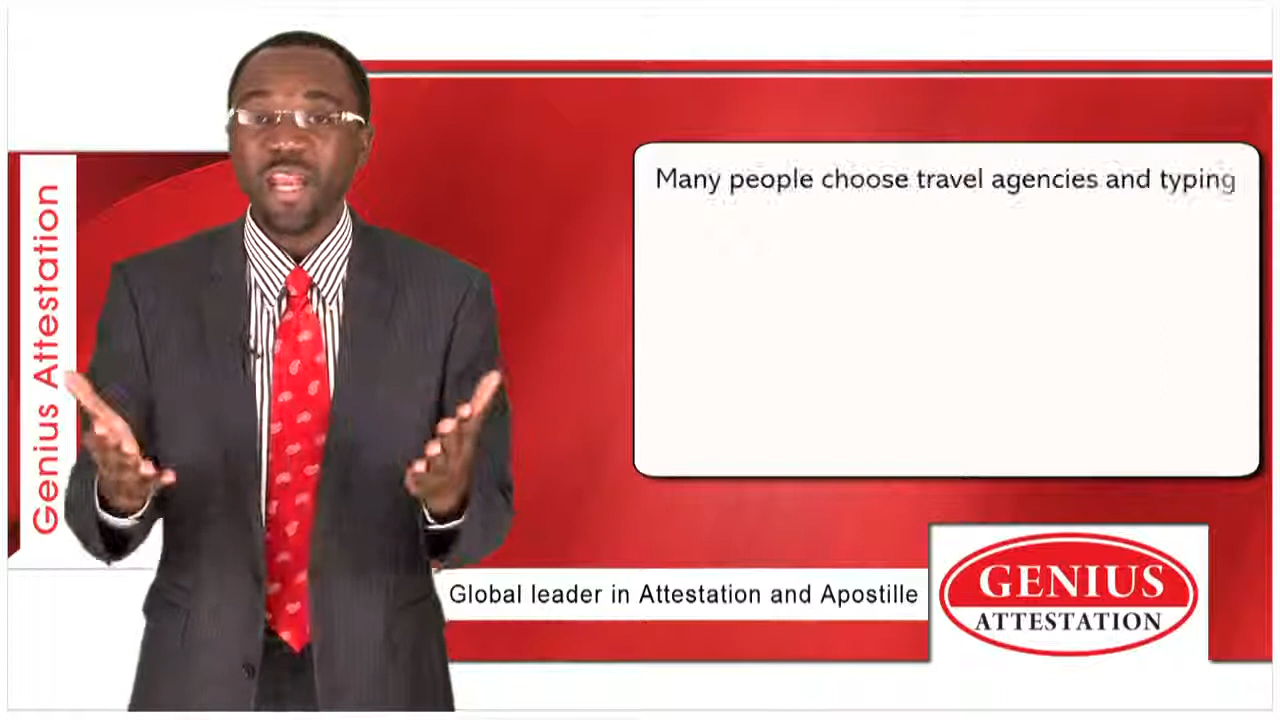 Genius Attestation
Many people choose travel agencies and typing
Global leader in Attestation and Apostille
GENIUS
ATTESTATION